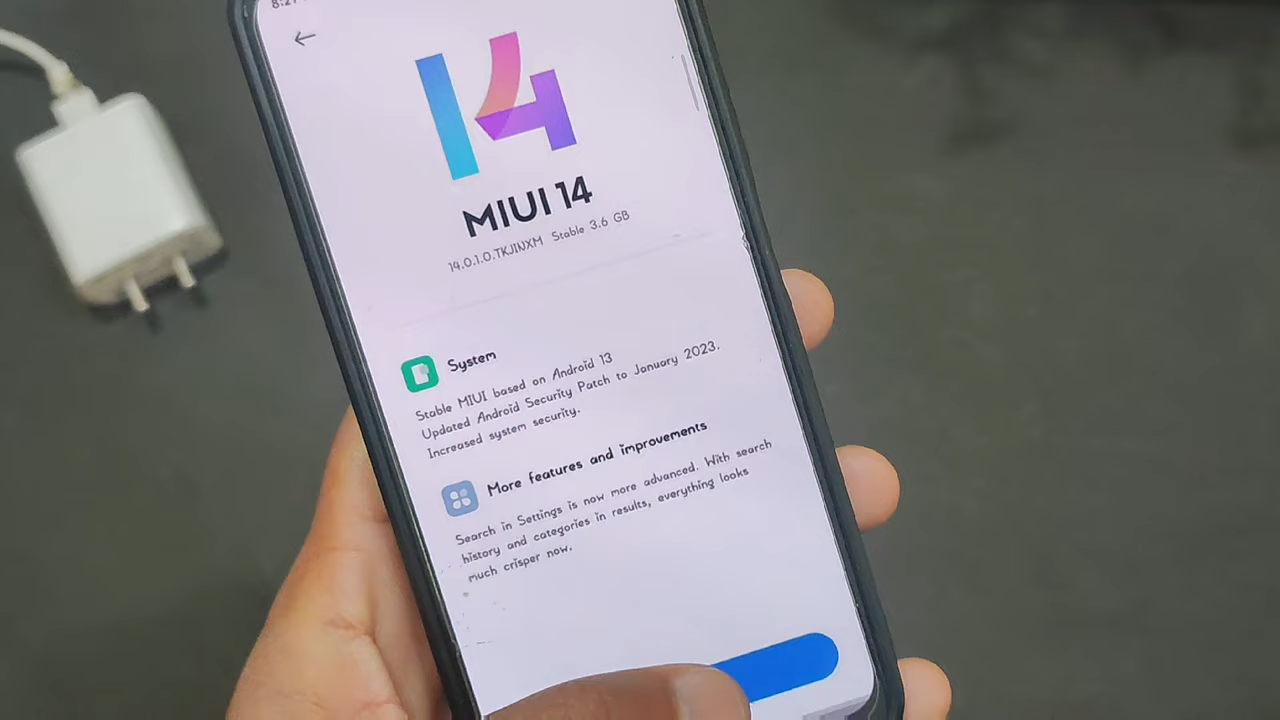 14
MIUI 14
14.0.1.0.TKJINXM Stable 3.6 GB
System
Stable MIUI based on Android 13
Updated Android Security Patch to January 2023.
Increased system security.
More features and improvements
Search in Settings is now more advanced. With search
history and categories in results, everything looks
much crisper now.